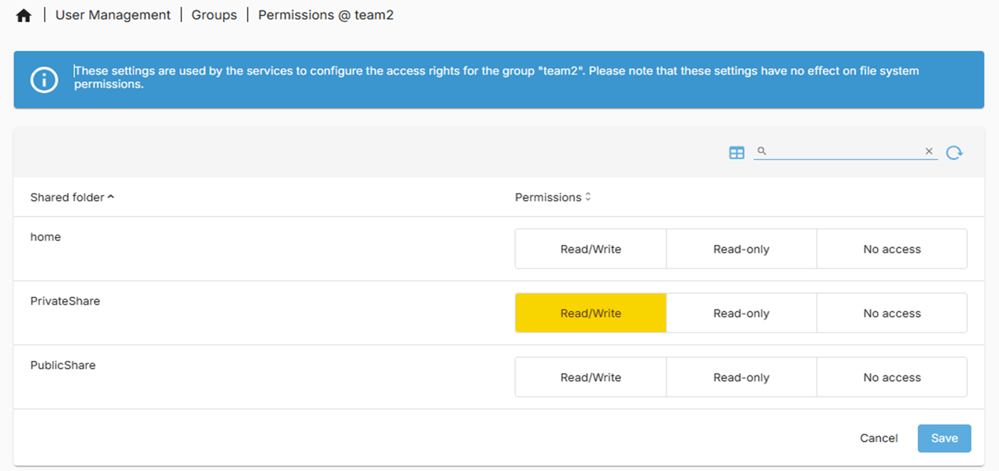 User Management | Groups | Permissions @ team2
These settings are used by the services to configure the access rights for the group "team2". Please note that these settings have no effect on file system
permissions.
Shared folder Permissions
home Read/Write Read-only No access
PrivateShare Read/Write Read-only No access
PublicShare Read/Write Read-only No access
Cancel Save